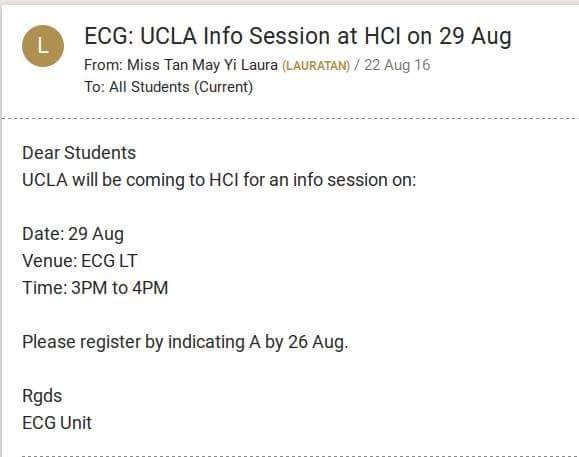 L
ECG: UCLA Info Session at HCI on 29 Aug
From: Miss Tan May Yi Laura (LAURATAN) / 22 Aug 16
To: All Students (Current)
Dear Students
UCLA will be coming to HCI for an info session on:
Date: 29 Aug
Venue: ECG LT
Time: 3PM to 4PM
Please register by indicating A by 26 Aug.
Rgds
ECG Unit